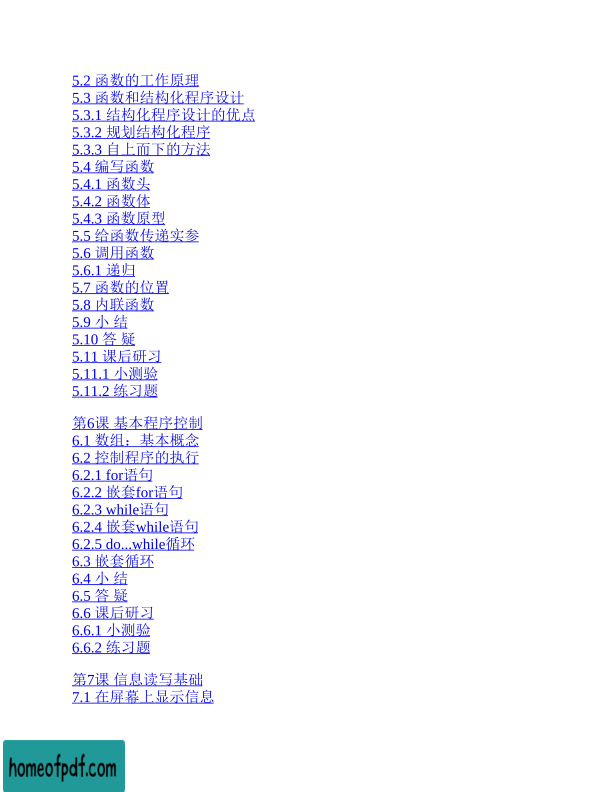 5.2 函数的工作原理
5.3 函数和结构化程序设计
5.3.1 结构化程序设计的优点
5.3.2 规划结构化程序
5.3.3 自上而下的方法
5.4 编写函数
5.4.1 函数头
5.4.2 函数体
5.4.3 函数原型
5.5 给函数传递实参
5.6 调用函数
5.6.1 递归
5.7 函数的位置
5.8 内联函数
5.9 小 结
5.10 答 疑
5.11 课后研习
5.11.1 小测验
5.11.2 练习题
第6课 基本程序控制
6.1 数组：基本概念
6.2 控制程序的执行
6.2.1 for语句
6.2.2 嵌套for语句
6.2.3 while语句
6.2.4 嵌套while语句
6.2.5 do...while循环
6.3 嵌套循环
6.4 小 结
6.5 答 疑
6.6 课后研习
6.6.1 小测验
6.6.2 练习题
第7课 信息读写基础
7.1 在屏幕上显示信息
homeofpdf.com